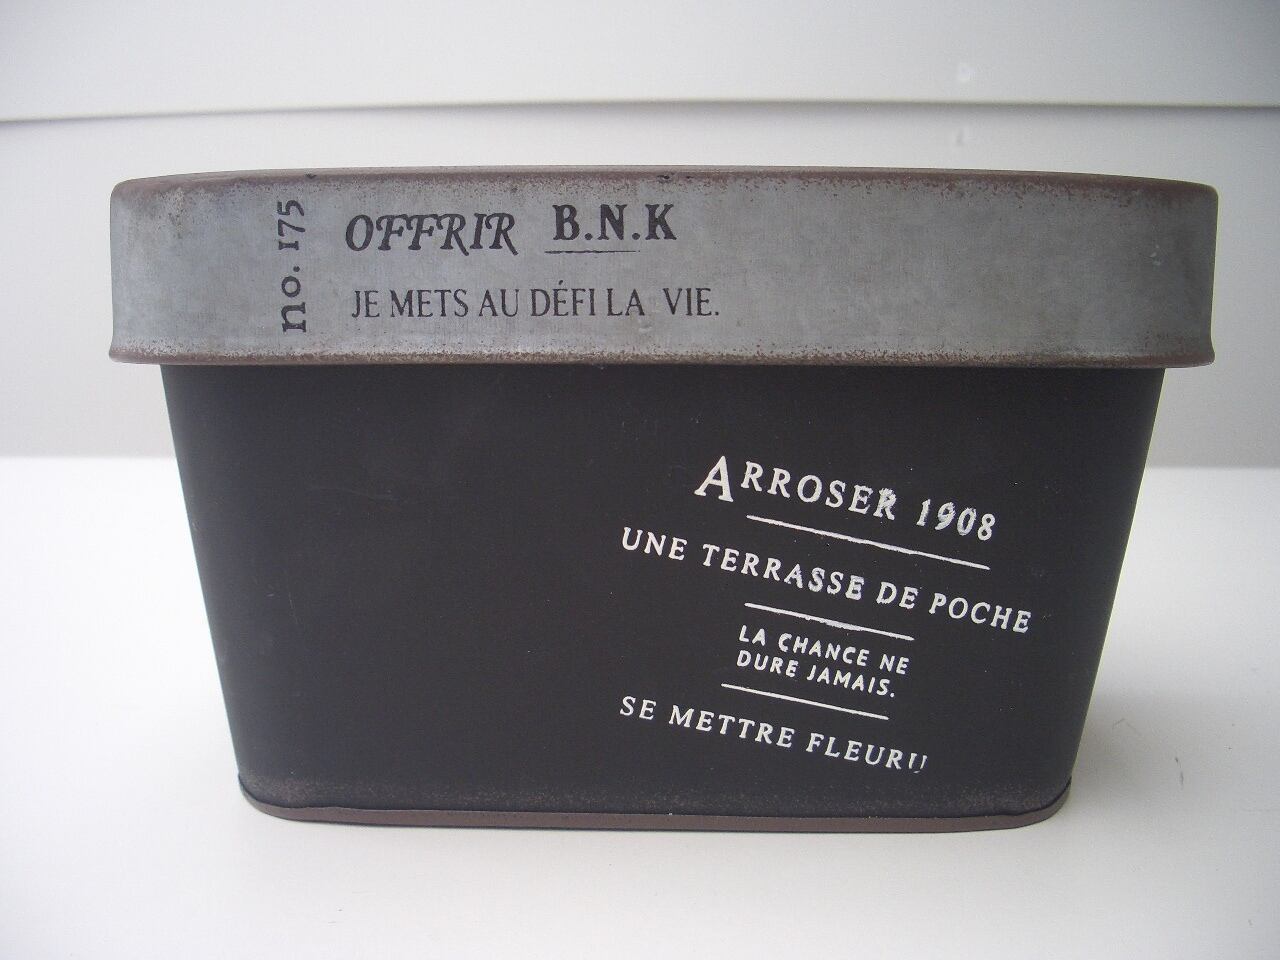 no. 175
OFFRIR B.N.K
JE METS AU DÉFI LA VIE.
ARROSER 1908
UNE TERRASSE DE POCHE
LA CHANCE NE
DURE JAMAIS.
SE METTRE FLEUR!!